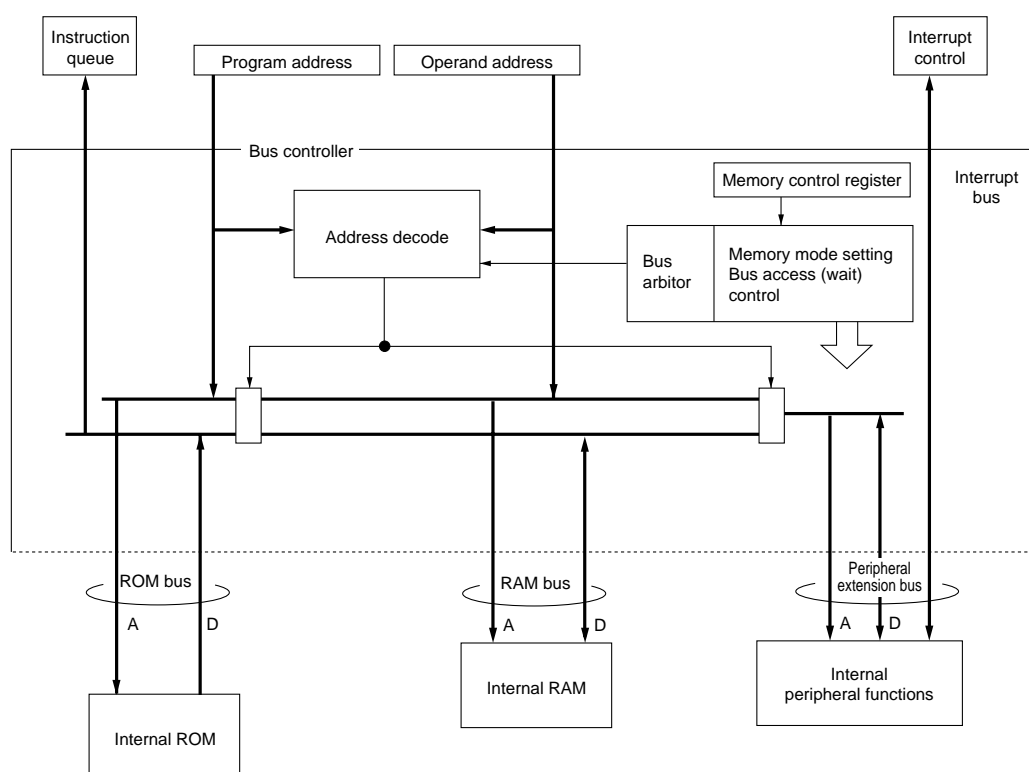 Instruction
queue
Program address
Operand address
Interrupt
control
Bus controller
Memory control register
Interrupt
bus
Address decode
Bus
arbitor
Memory mode setting
Bus access (wait)
control
ROM bus
RAM bus
Peripheral
extension bus
A
D
A
D
A
D
Internal ROM
Internal RAM
Internal
peripheral functions